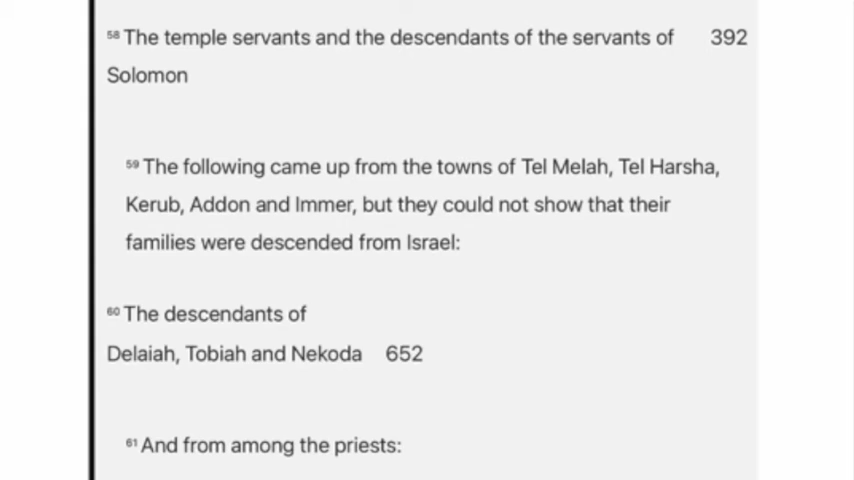 58 The temple servants and the descendants of the servants of 392
Solomon
59 The following came up from the towns of Tel Melah, Tel Harsha,
Kerub, Addon and Immer, but they could not show that their
families were descended from Israel:
60 The descendants of
Delaiah, Tobiah and Nekoda 652
61 And from among the priests: